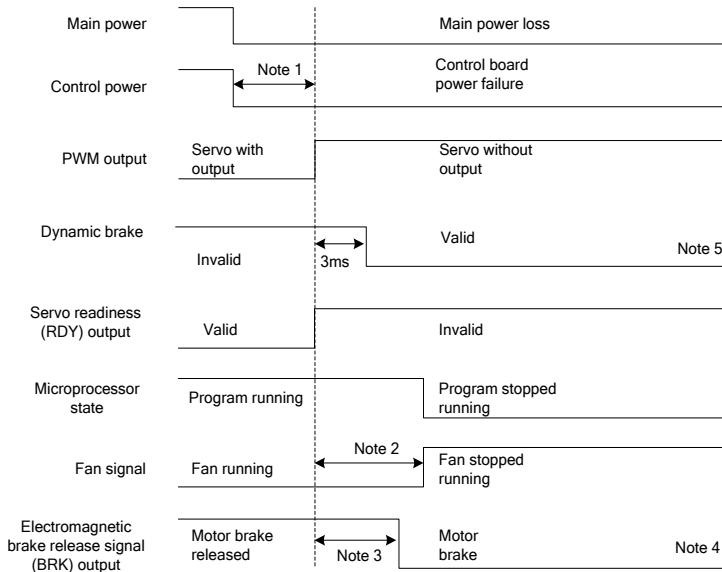 Main power
Main power loss
Control power
Note 1
Control board
power failure
PWM output
Servo with
output
Servo without
output
Dynamic brake
Invalid
3ms
Valid
Note 5
Servo readiness
(RDY) output
Valid
Invalid
Microprocessor
state
Program running
Program stopped
running
Fan signal
Fan running
Note 2
Fan stopped
running
Electromagnetic
brake release signal
(BRK) output
Motor brake
released
Note 3
Motor
brake
Note 4